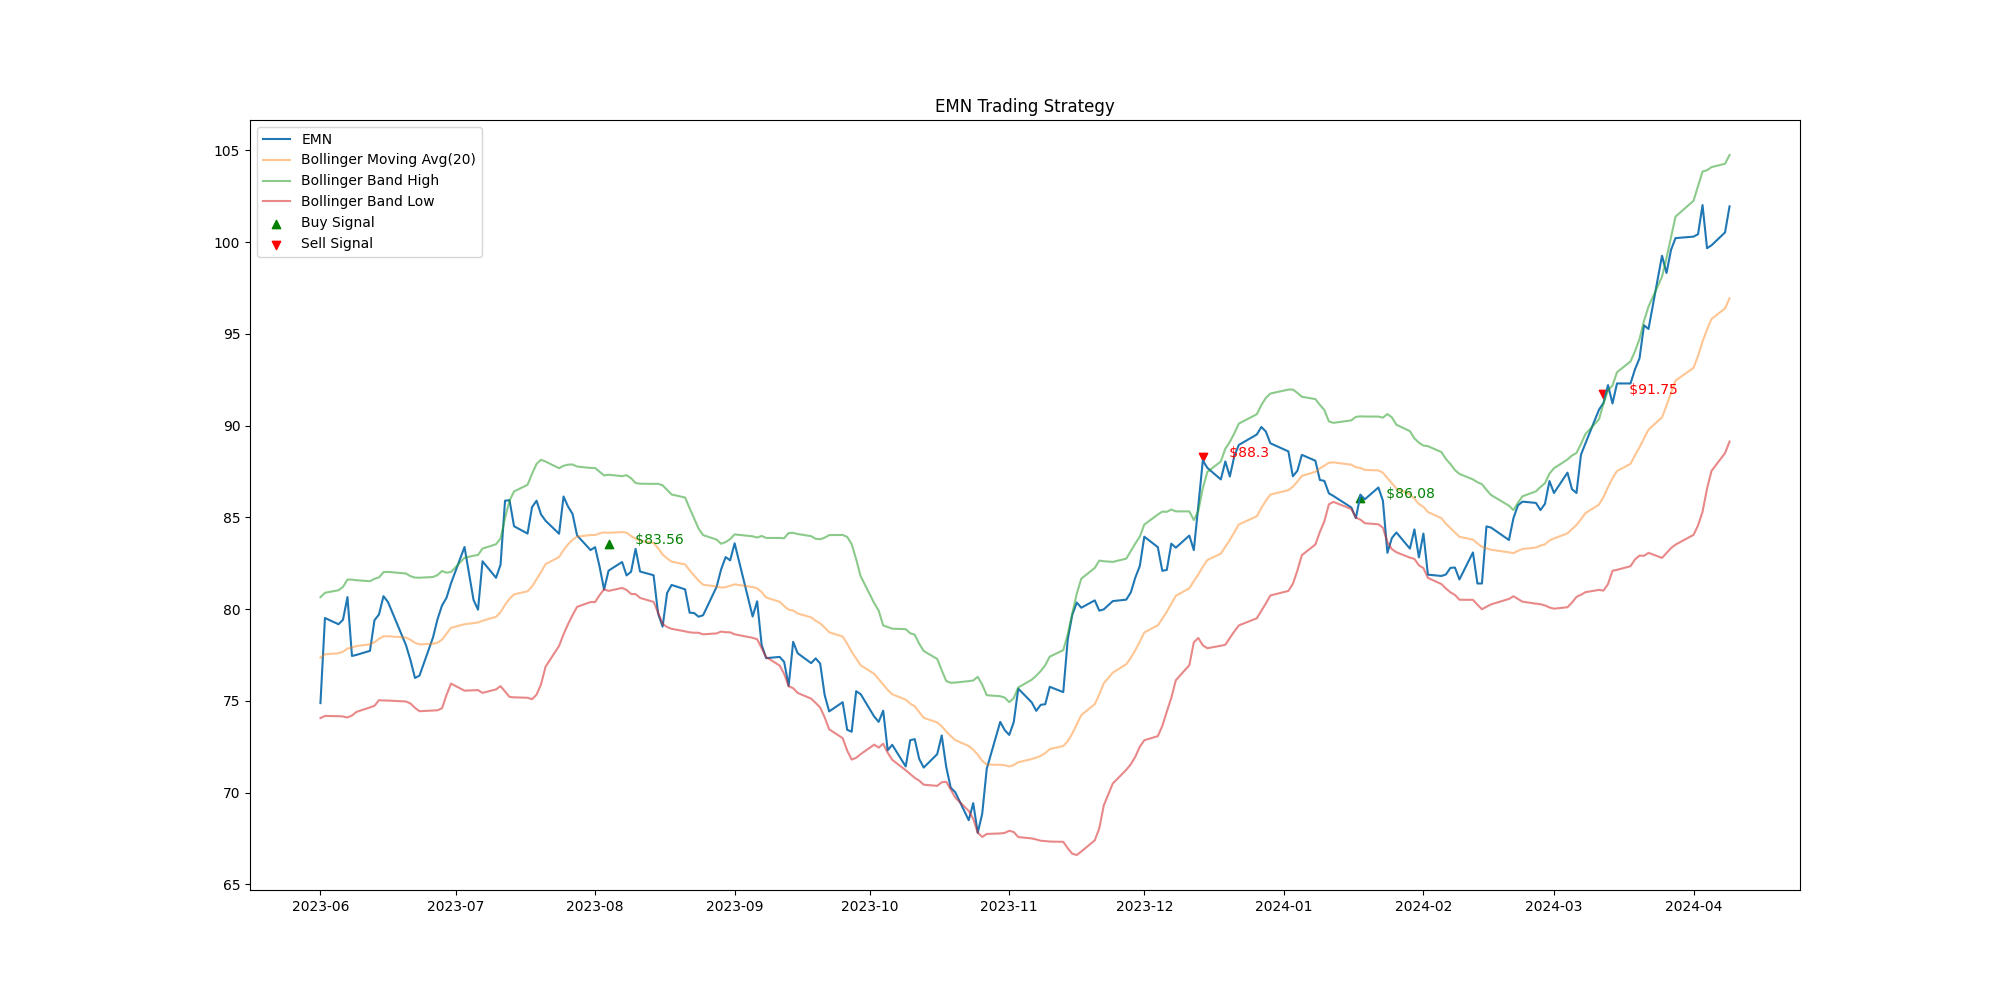 EMN Trading Strategy
EMN
Bollinger Moving Avg(20)
Bollinger Band High
Bollinger Band Low
Buy Signal
Sell Signal
105
100
95
90
85
80
75
70
65
$83.56
$88.3
$86.08
$91.75
2023-06 2023-07 2023-08 2023-09 2023-10 2023-11 2023-12 2024-01 2024-02 2024-03 2024-04